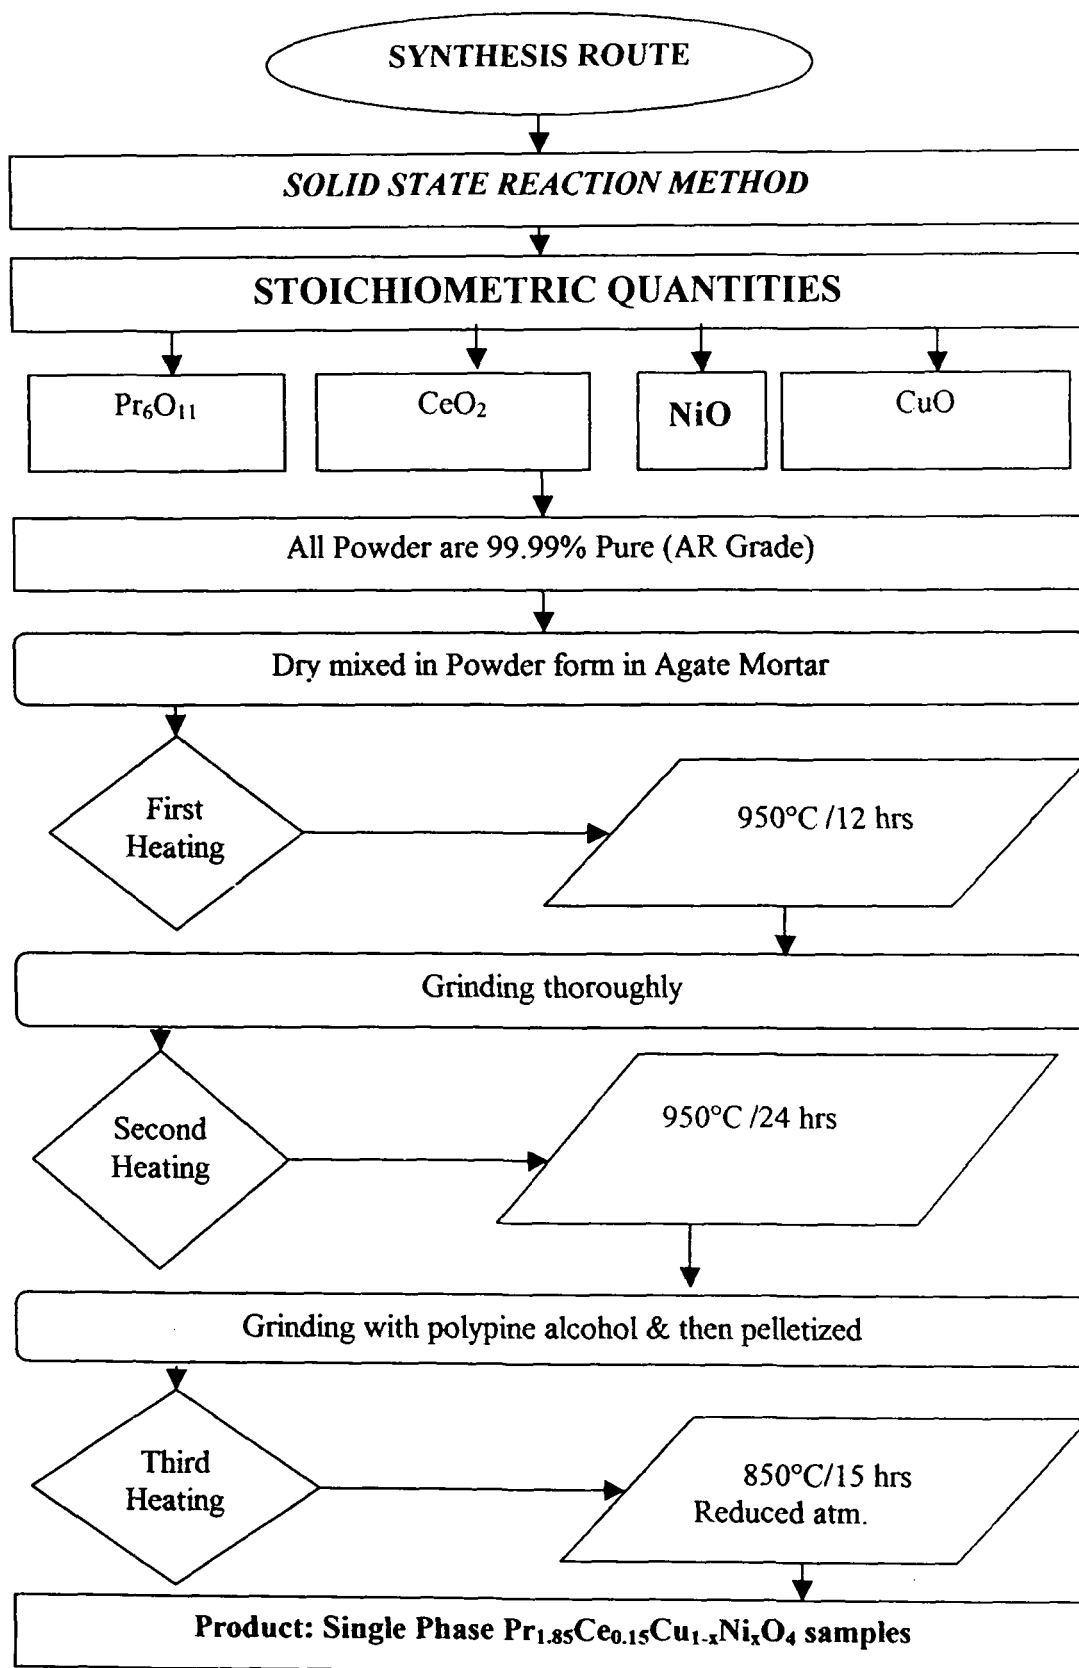 SYNTHESIS ROUTE
SOLID STATE REACTION METHOD
STOICHIOMETRIC QUANTITIES
Pr₆O₁₁
CeO₂
NiO
CuO
All Powder are 99.99% Pure (AR Grade)
Dry mixed in Powder form in Agate Mortar
First
Heating
950°C /12 hrs
Grinding thoroughly
Second
Heating
950°C /24 hrs
Grinding with polypine alcohol & then pelletized
Third
Heating
850°C/15 hrs
Reduced atm.
Product: Single Phase Pr₁.₈₅Ce₀.₁₅Cu₁₋ₓNiₓO₄ samples